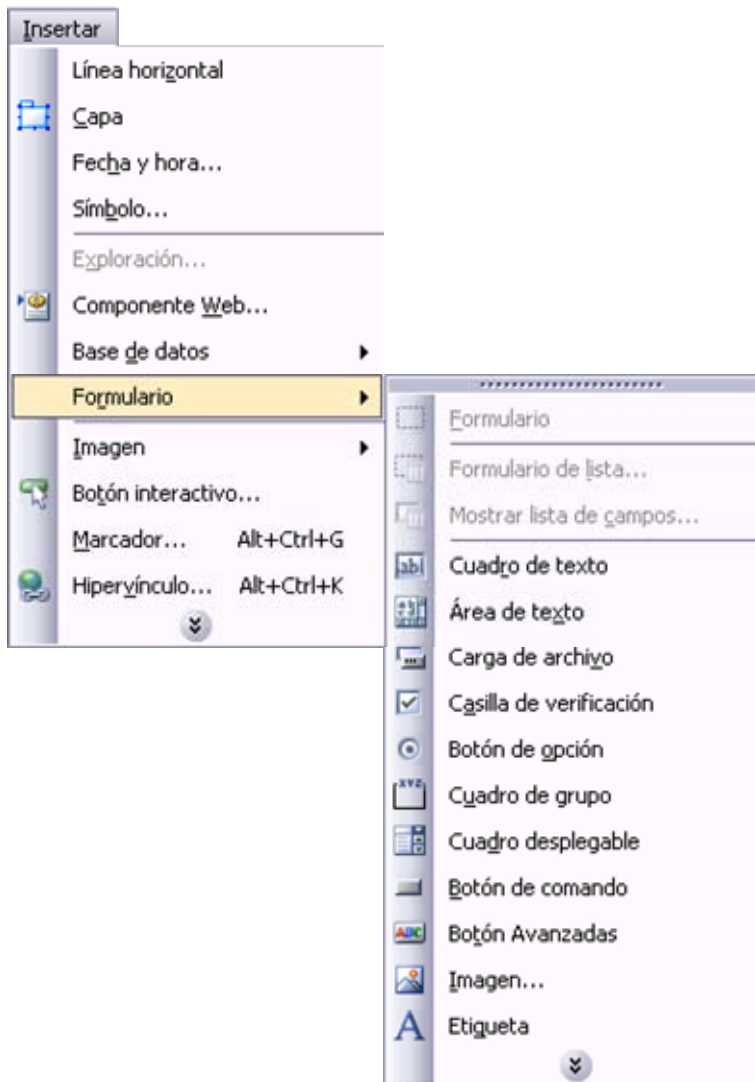 Insertar
Línea horizontal
Capa
Fecha y hora...
Símbolo...
Exploración...
Componente Web...
Base de datos
Formulario
Imagen
Botón interactivo...
Marcador... Alt+Ctrl+G
Hipervínculo... Alt+Ctrl+K
Formulario
Formulario de lista...
Mostrar lista de campos...
Cuadro de texto
Área de texto
Carga de archivo
Casilla de verificación
Botón de opción
Cuadro de grupo
Cuadro desplegable
Botón de comando
Botón Avanzadas
Imagen...
Etiqueta